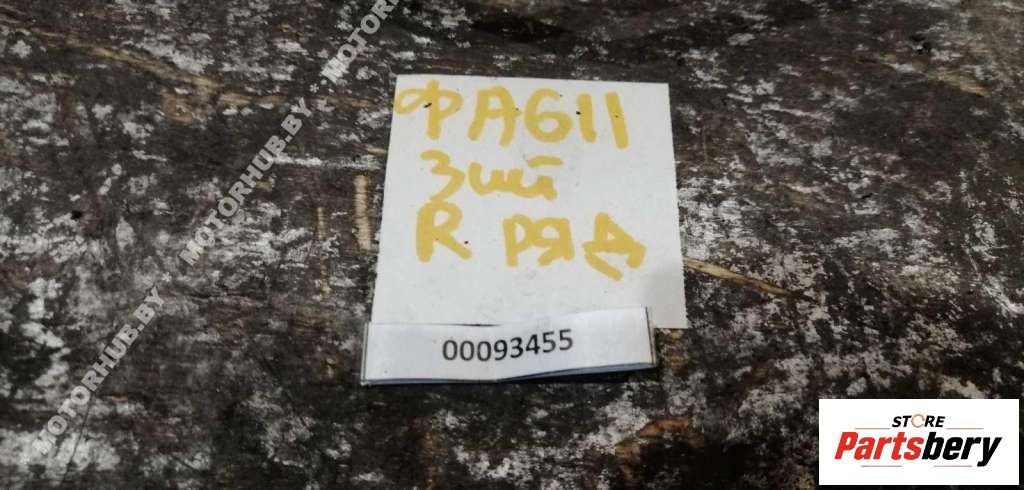 ФА611
3ий
R РЯД
00093455
MOTORHUB.BY * MOTORHUB.BY
MOTORHUB.BY
STORE
Partsbery